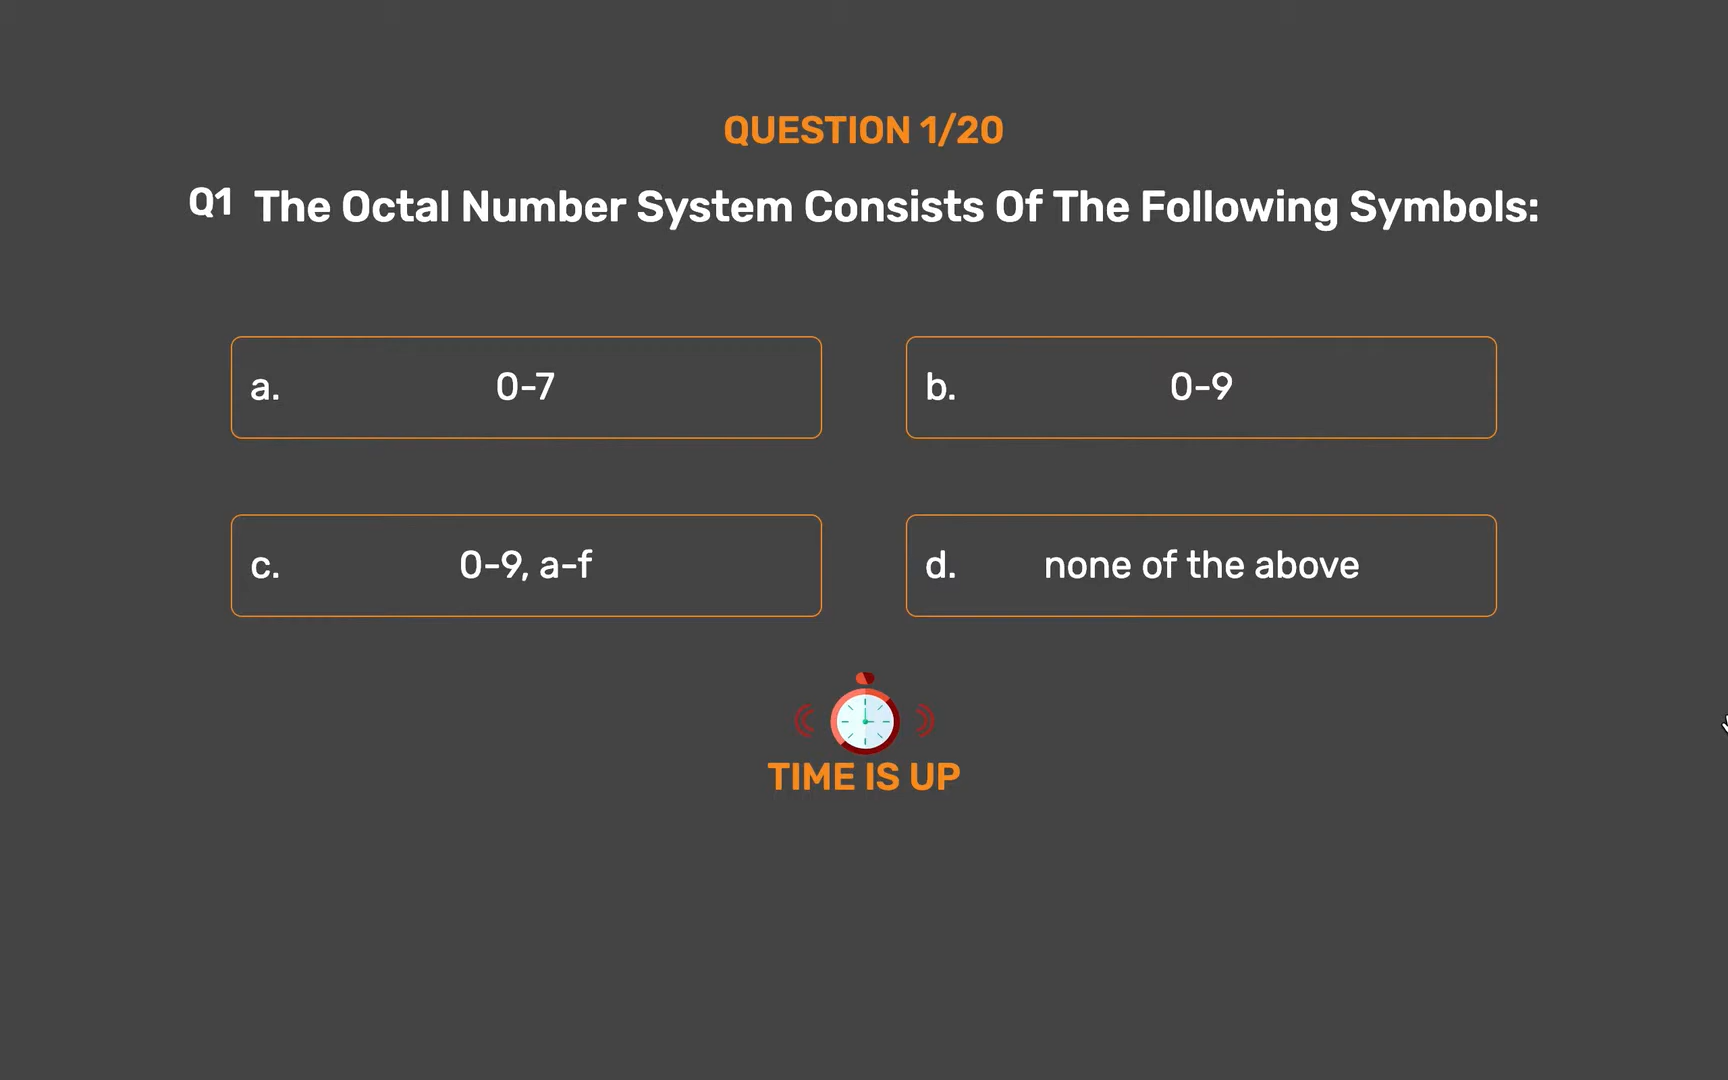 QUESTION 1/20
Q1 The Octal Number System Consists Of The Following Symbols:
a. 0-7
b. 0-9
c. 0-9, a-f
d. none of the above
TIME IS UP